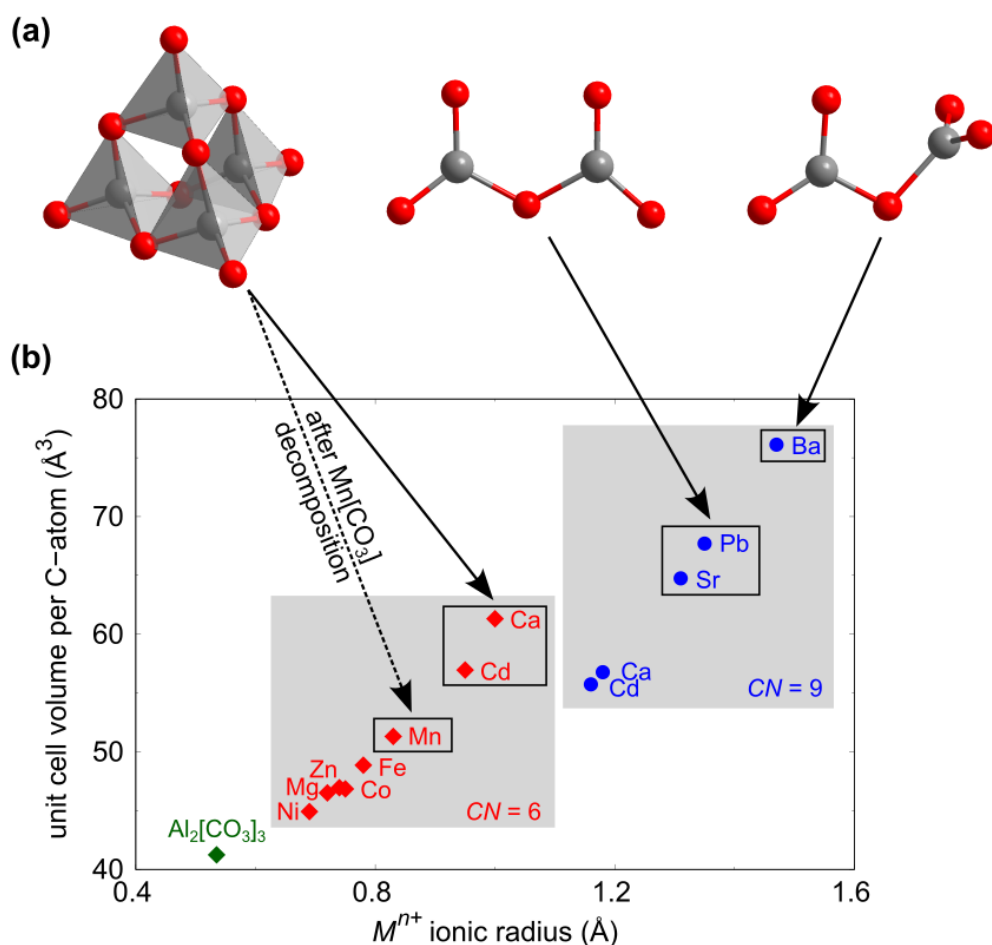 (a)
(b)
after Mn[CO₃]
decomposition
unit cell volume per C−atom (Å³)
80
70
60
50
40
Ba
Pb
Sr
Ca
Cd
CN = 9
Ca
Cd
Mn
Fe
Zn
Co
Mg
Ni
CN = 6
Al₂[CO₃]₃
0.4
0.8
1.2
1.6
Mⁿ⁺ ionic radius (Å)